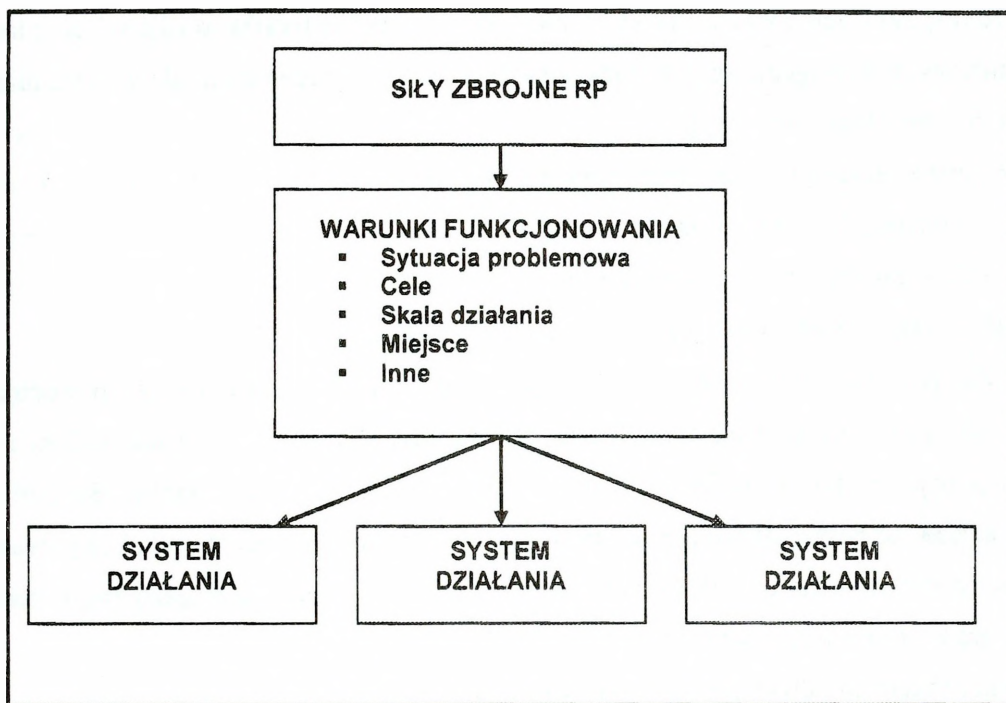 SIŁY ZBROJNE RP
WARUNKI FUNKCJONOWANIA
▪ Sytuacja problemowa
▪ Cele
▪ Skala działania
▪ Miejsce
▪ Inne
SYSTEM
DZIAŁANIA
SYSTEM
DZIAŁANIA
SYSTEM
DZIAŁANIA